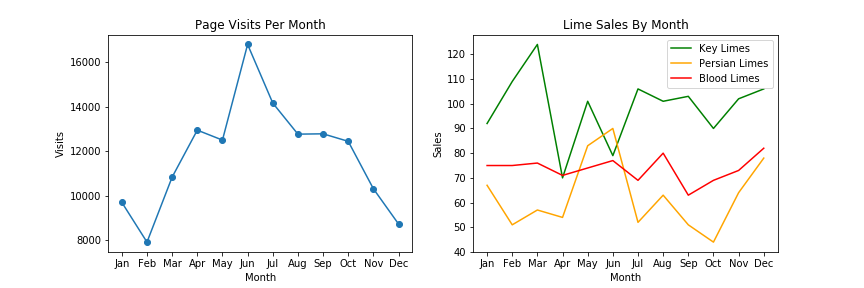 Page Visits Per Month
Visits
16000
14000
12000
10000
8000
Jan Feb Mar Apr May Jun Jul Aug Sep Oct Nov Dec
Month
Lime Sales By Month
Key Limes
Persian Limes
Blood Limes
Sales
120
110
100
90
80
70
60
50
40
Jan Feb Mar Apr May Jun Jul Aug Sep Oct Nov Dec
Month